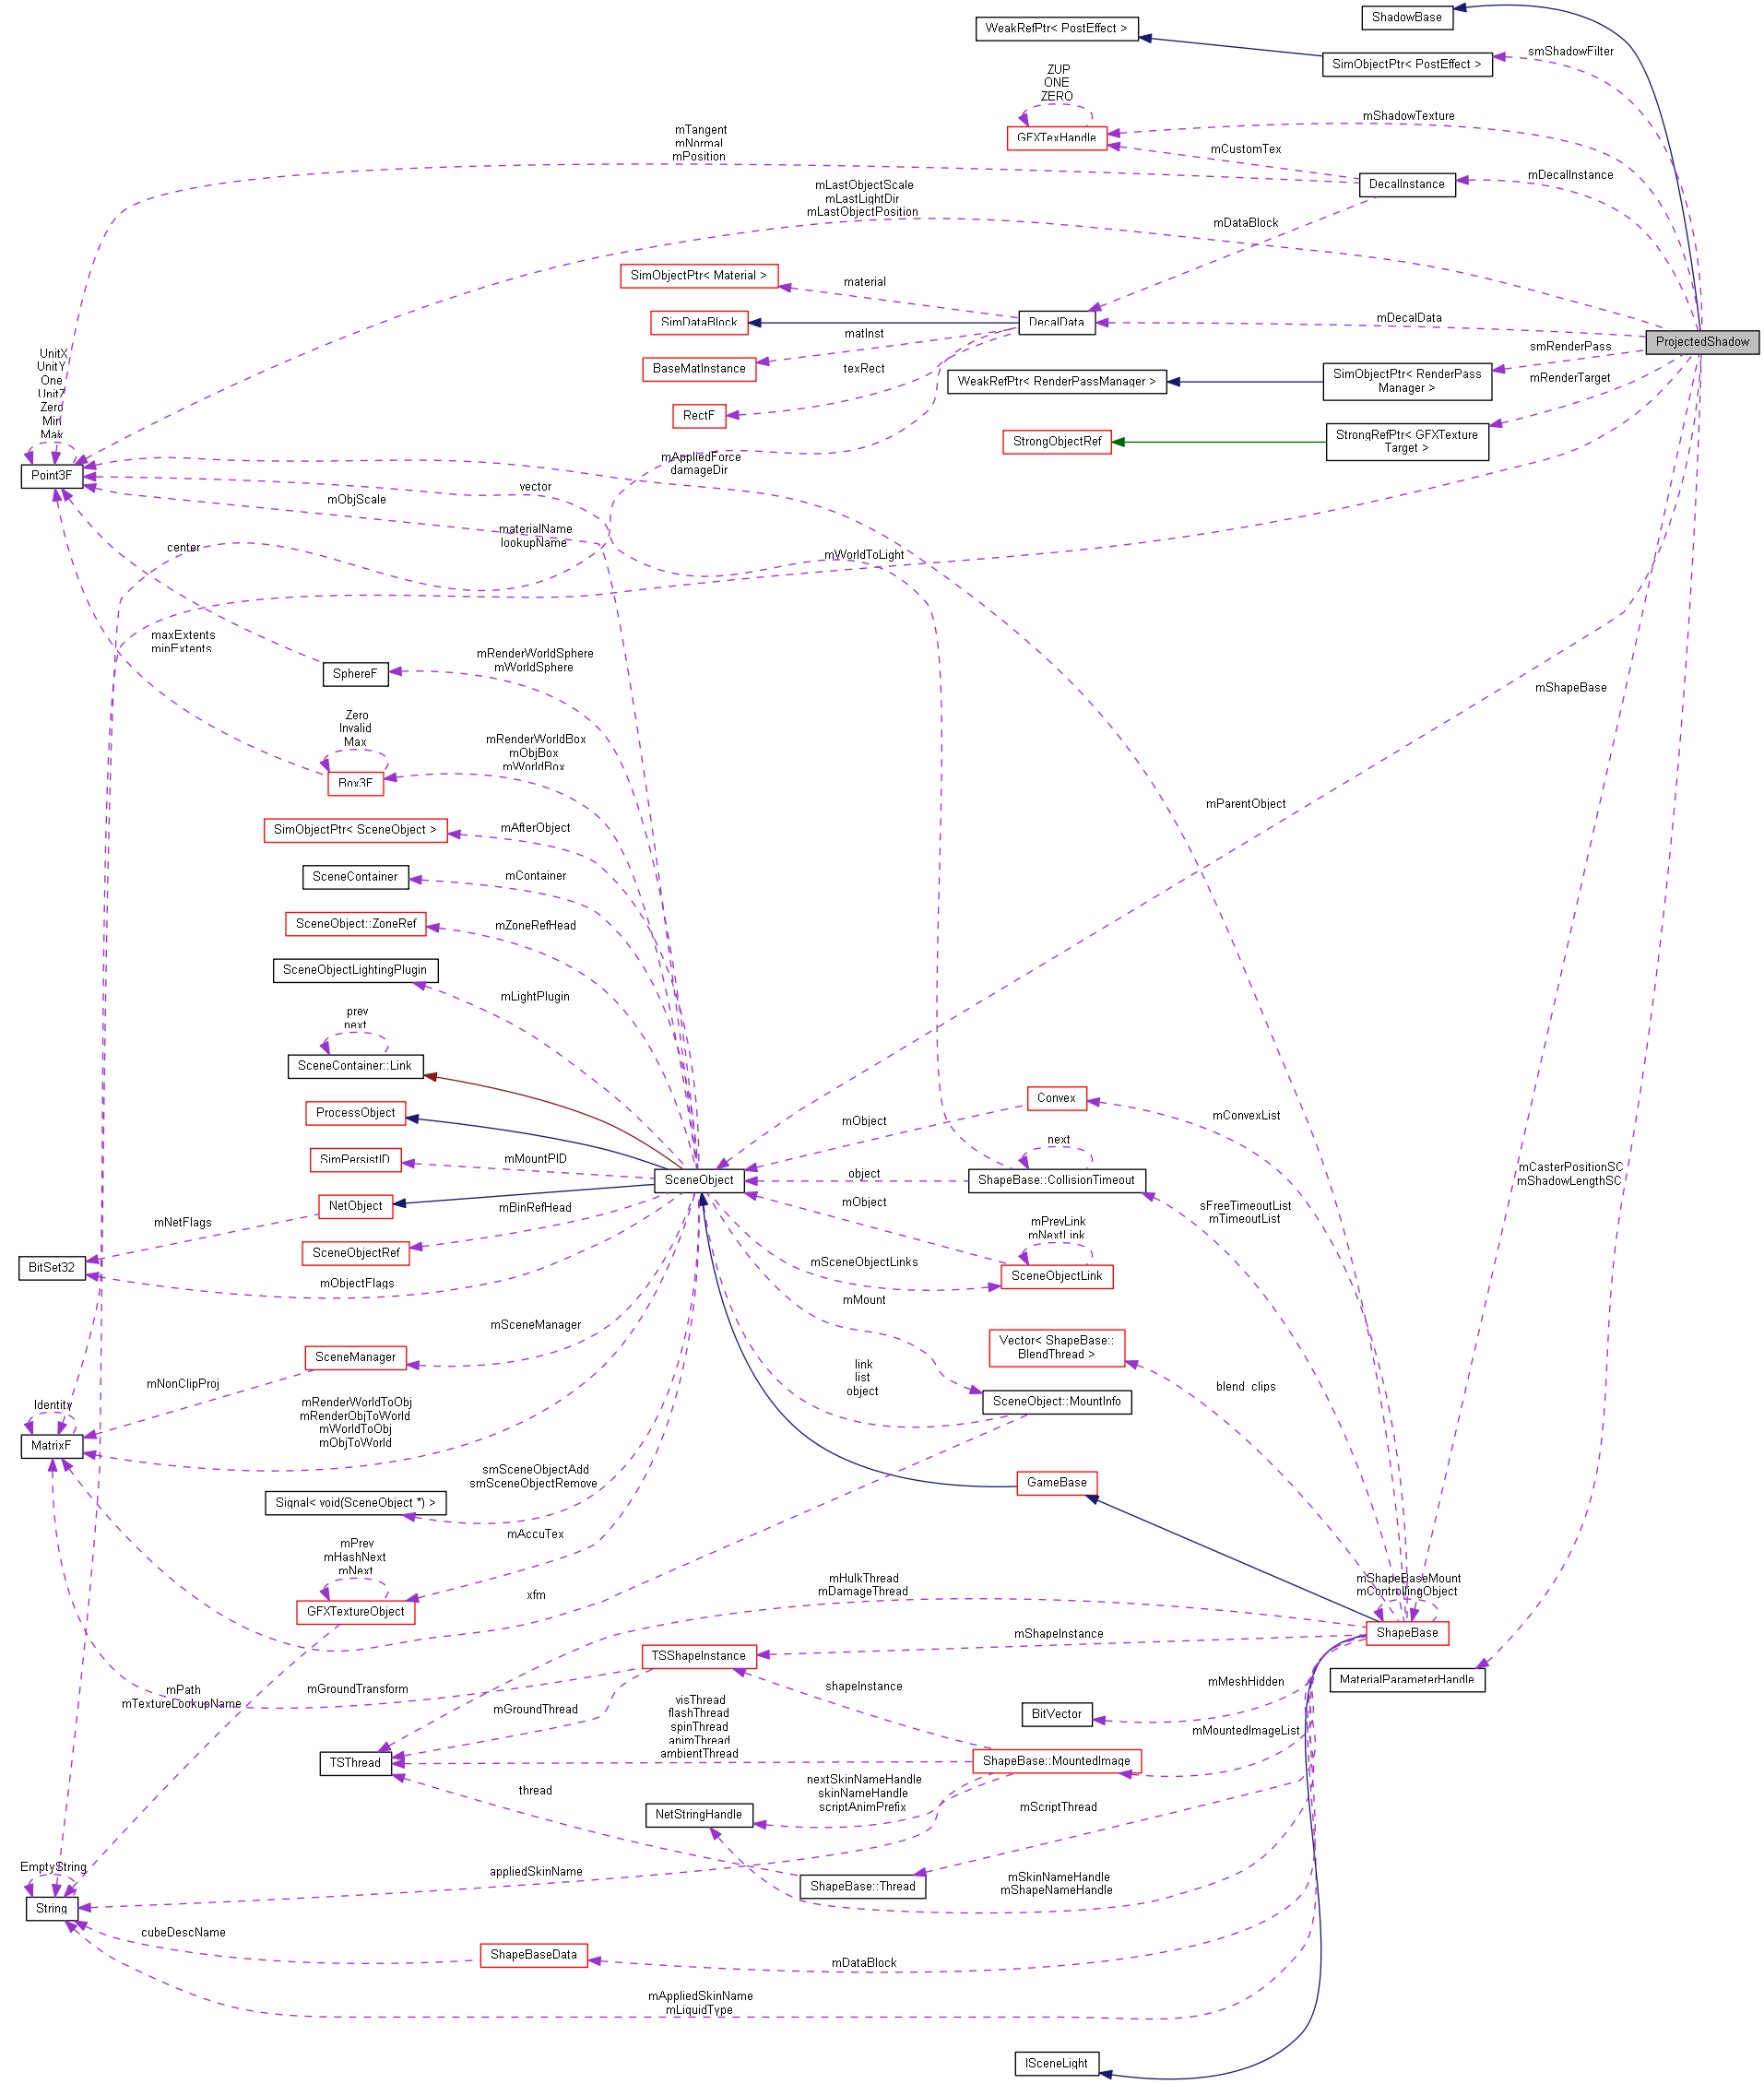 ShadowBase
WeakRefPtr< PostEffect >
smShadowFilter
SimObjectPtr< PostEffect >
ZUP
ONE
ZERO
mShadowTexture
GFXTexHandle
mTangent
mNormal
mPosition
mCustomTex
mDecalInstance
DecalInstance
mLastObjectScale
mLastLightDir
mLastObjectPosition
mDataBlock
SimObjectPtr< Material >
material
mDecalData
SimDataBlock
DecalData
matInst
ProjectedShadow
smRenderPass
UnitX
UnitY
One
UnitZ
Zero
Min
Max
BaseMatInstance
texRect
WeakRefPtr< RenderPassManager >
SimObjectPtr< RenderPass
Manager >
mRenderTarget
RectF
StrongObjectRef
StrongRefPtr< GFXTexture
Target >
Point3F
mAppliedForce
damageDir
vector
mObjScale
materialName
lookupName
center
mWorldToLight
maxExtents
minExtents
mRenderWorldSphere
mWorldSphere
SphereF
mShapeBase
Zero
Invalid
Max
mRenderWorldBox
mObjBox
mWorldBox
Box3F
mParentObject
SimObjectPtr< SceneObject >
mAfterObject
SceneContainer
mContainer
SceneObject::ZoneRef
mZoneRefHead
SceneObjectLightingPlugin
mLightPlugin
prev
next
SceneContainer::Link
Convex
ProcessObject
mObject
mConvexList
next
SimPersistID
mMountPID
SceneObject
object
ShapeBase::CollisionTimeout
mCasterPositionSC
mShadowLengthSC
NetObject
mBinRefHead
mObject
sFreeTimeoutList
mTimeoutList
mNetFlags
mPrevLink
mNextLink
SceneObjectRef
BitSet32
mObjectFlags
mSceneObjectLinks
SceneObjectLink
mMount
mSceneManager
Vector< ShapeBase::
BlendThread >
SceneManager
mNonClipProj
link
list
object
blend_clips
SceneObject::MountInfo
Identity
mRenderWorldToObj
mRenderObjToWorld
mWorldToObj
mObjToWorld
MatrixF
smSceneObjectAdd
smSceneObjectRemove
GameBase
Signal< void(SceneObject *) >
mAccuTex
mPrev
mHashNext
mNext
xfm
mHulkThread
mDamageThread
mShapeBaseMount
mControllingObject
GFXTextureObject
ShapeBase
mShapeInstance
TSShapeInstance
MaterialParameterHandle
mPath
mTextureLookupName
mGroundTransform
shapeInstance
mMeshHidden
mGroundThread
visThread
flashThread
spinThread
animThread
ambientThread
BitVector
mMountedImageList
TSThread
ShapeBase::MountedImage
thread
nextSkinNameHandle
skinNameHandle
scriptAnimPrefix
NetStringHandle
mScriptThread
EmptyString
appliedSkinName
ShapeBase::Thread
mSkinNameHandle
mShapeNameHandle
String
cubeDescName
ShapeBaseData
mDataBlock
mAppliedSkinName
mLiquidType
ISceneLight